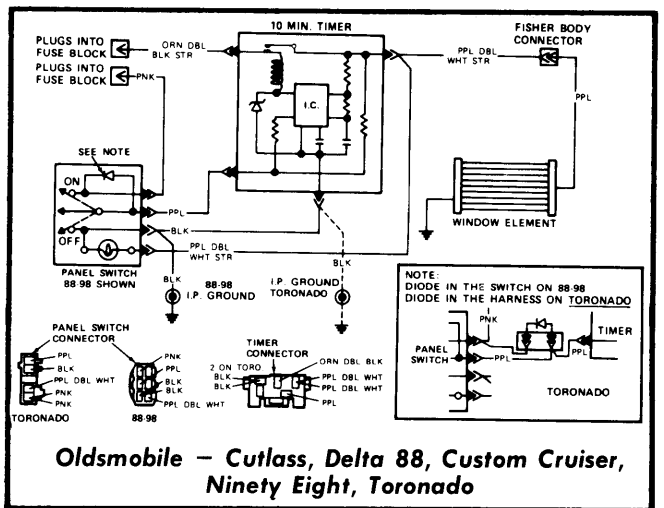 10 MIN. TIMER
FISHER BODY
CONNECTOR
PLUGS INTO
FUSE BLOCK
ORN DBL
BLK STR
PLUGS INTO
FUSE BLOCK
PNK
PPL DBL
WHT STR
PPL
I.C.
SEE NOTE
ON
OFF
PPL
BLK
PPL DBL
WHT STR
WINDOW ELEMENT
PANEL SWITCH
88-98 SHOWN
BLK
88-98
I.P. GROUND
I.P. GROUND
TORONADO
BLK
NOTE:
DIODE IN THE SWITCH ON 88-98
DIODE IN THE HARNESS ON TORONADO
PNK
TIMER
PANEL
SWITCH
PPL
PPL
TORONADO
PANEL SWITCH
CONNECTOR
PPL
BLK
PPL DBL WHT
PNK
PNK
TORONADO
PNK
PPL
BLK
BLK
PPL DBL WHT
88-98
TIMER
CONNECTOR
2 ON TORO.
BLK
BLK
ORN DBL BLK
PPL DBL WHT
PPL DBL WHT
PPL
Oldsmobile – Cutlass, Delta 88, Custom Cruiser,
Ninety Eight, Toronado